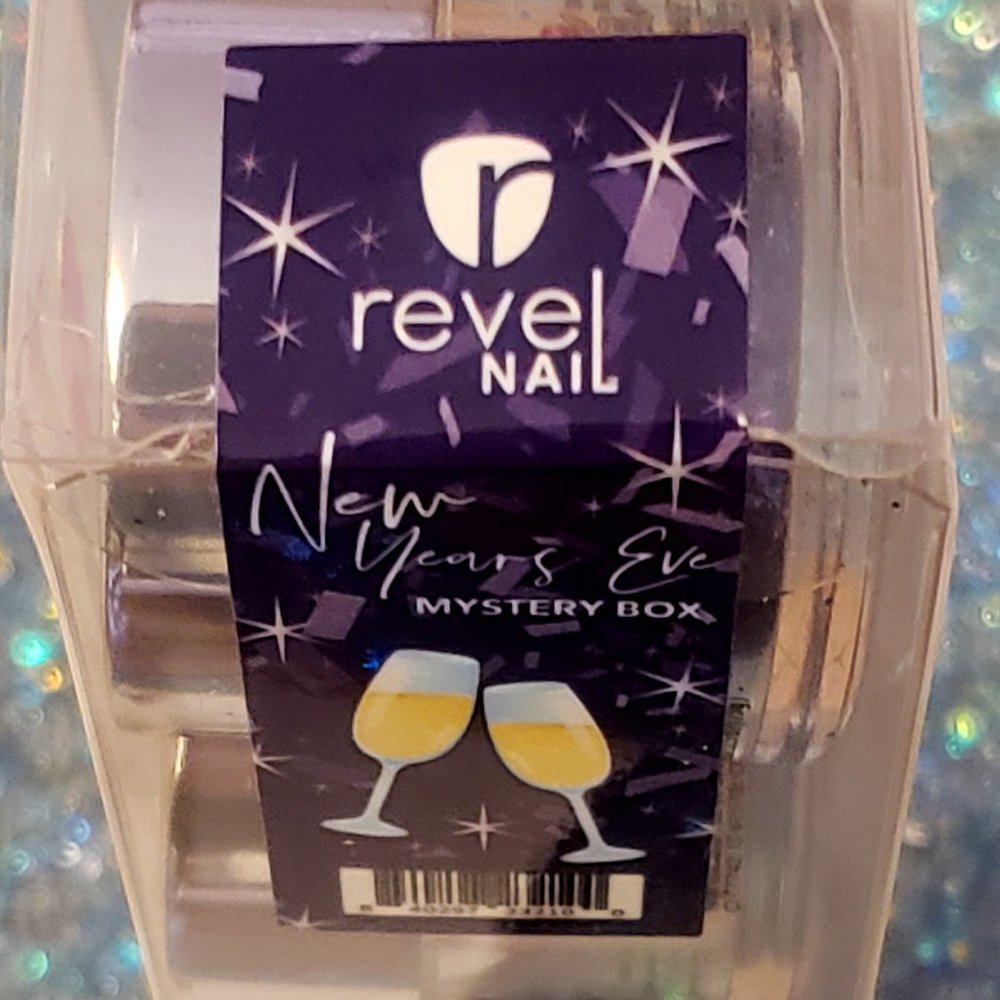 r
revel
NAIL
New
Years Eve
MYSTERY BOX